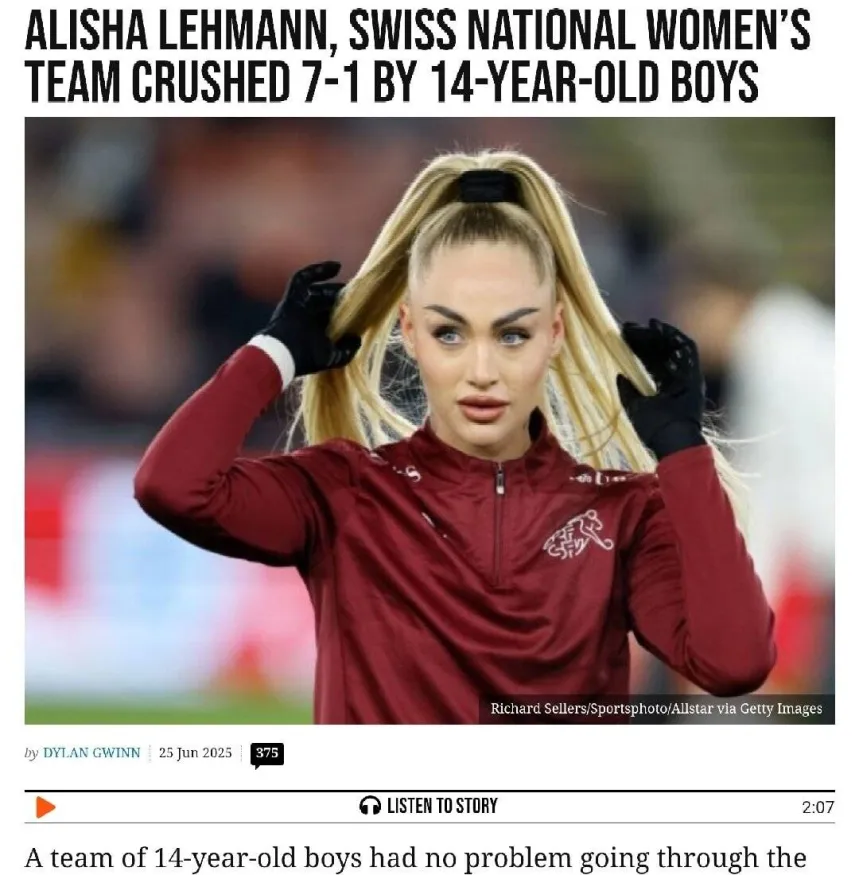 ALISHA LEHMANN, SWISS NATIONAL WOMEN'S
TEAM CRUSHED 7-1 BY 14-YEAR-OLD BOYS
Richard Sellers/Sportsphoto/Allstar via Getty Images
by DYLAN GWINN 25 Jun 2025 375
LISTEN TO STORY 2:07
A team of 14-year-old boys had no problem going through the